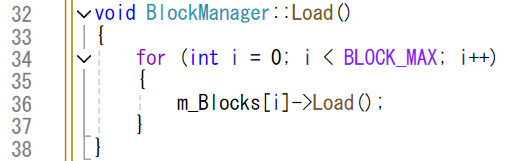 32 void BlockManager::Load()
33 {
34 for (int i = 0; i < BLOCK_MAX; i++)
35 {
36 m_Blocks[i]->Load();
37 }
38 }